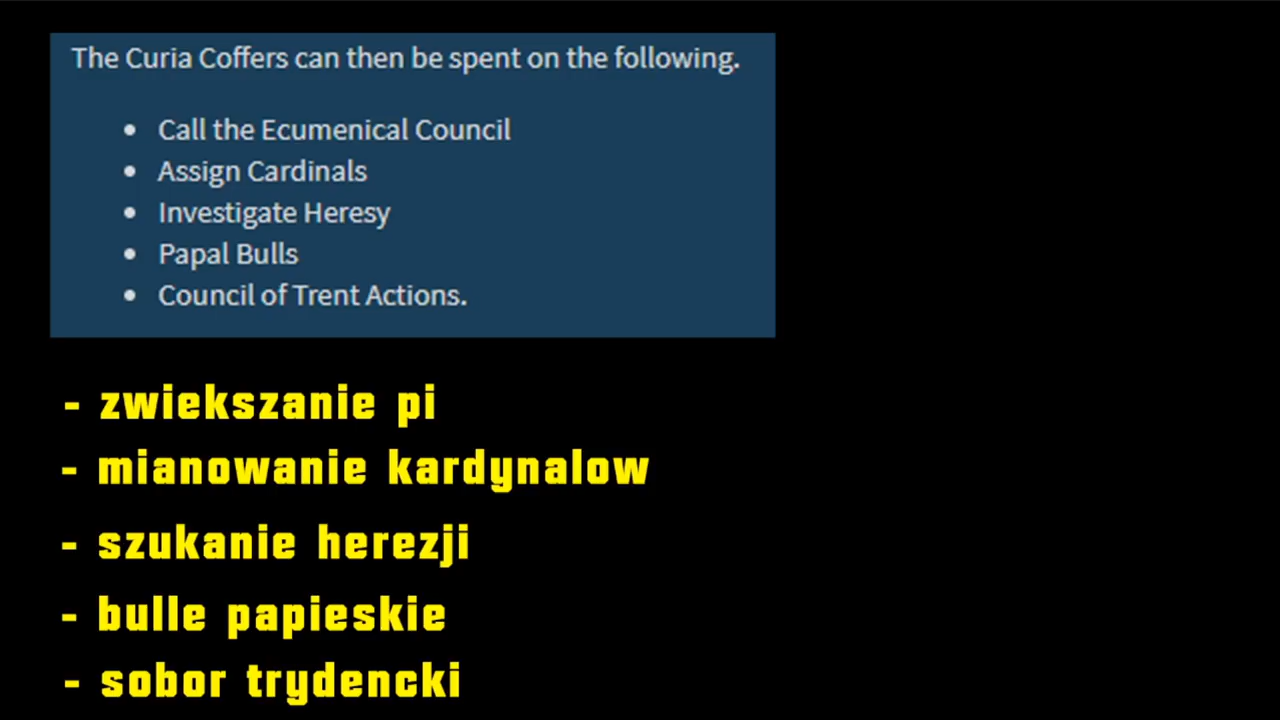 The Curia Coffers can then be spent on the following.
• Call the Ecumenical Council
• Assign Cardinals
• Investigate Heresy
• Papal Bulls
• Council of Trent Actions.
- zwiekszanie pi
- mianowanie kardynalow
- szukanie herezji
- bulle papieskie
- sobor trydencki